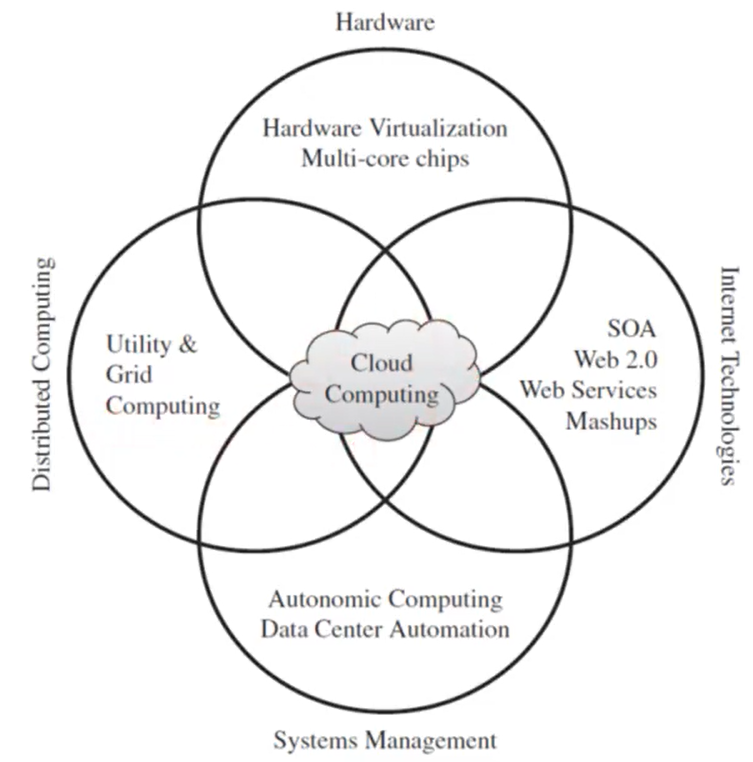 Hardware
Hardware Virtualization
Multi-core chips
Distributed Computing
Utility &
Grid
Computing
Cloud
Computing
SOA
Web 2.0
Web Services
Mashups
Internet Technologies
Autonomic Computing
Data Center Automation
Systems Management